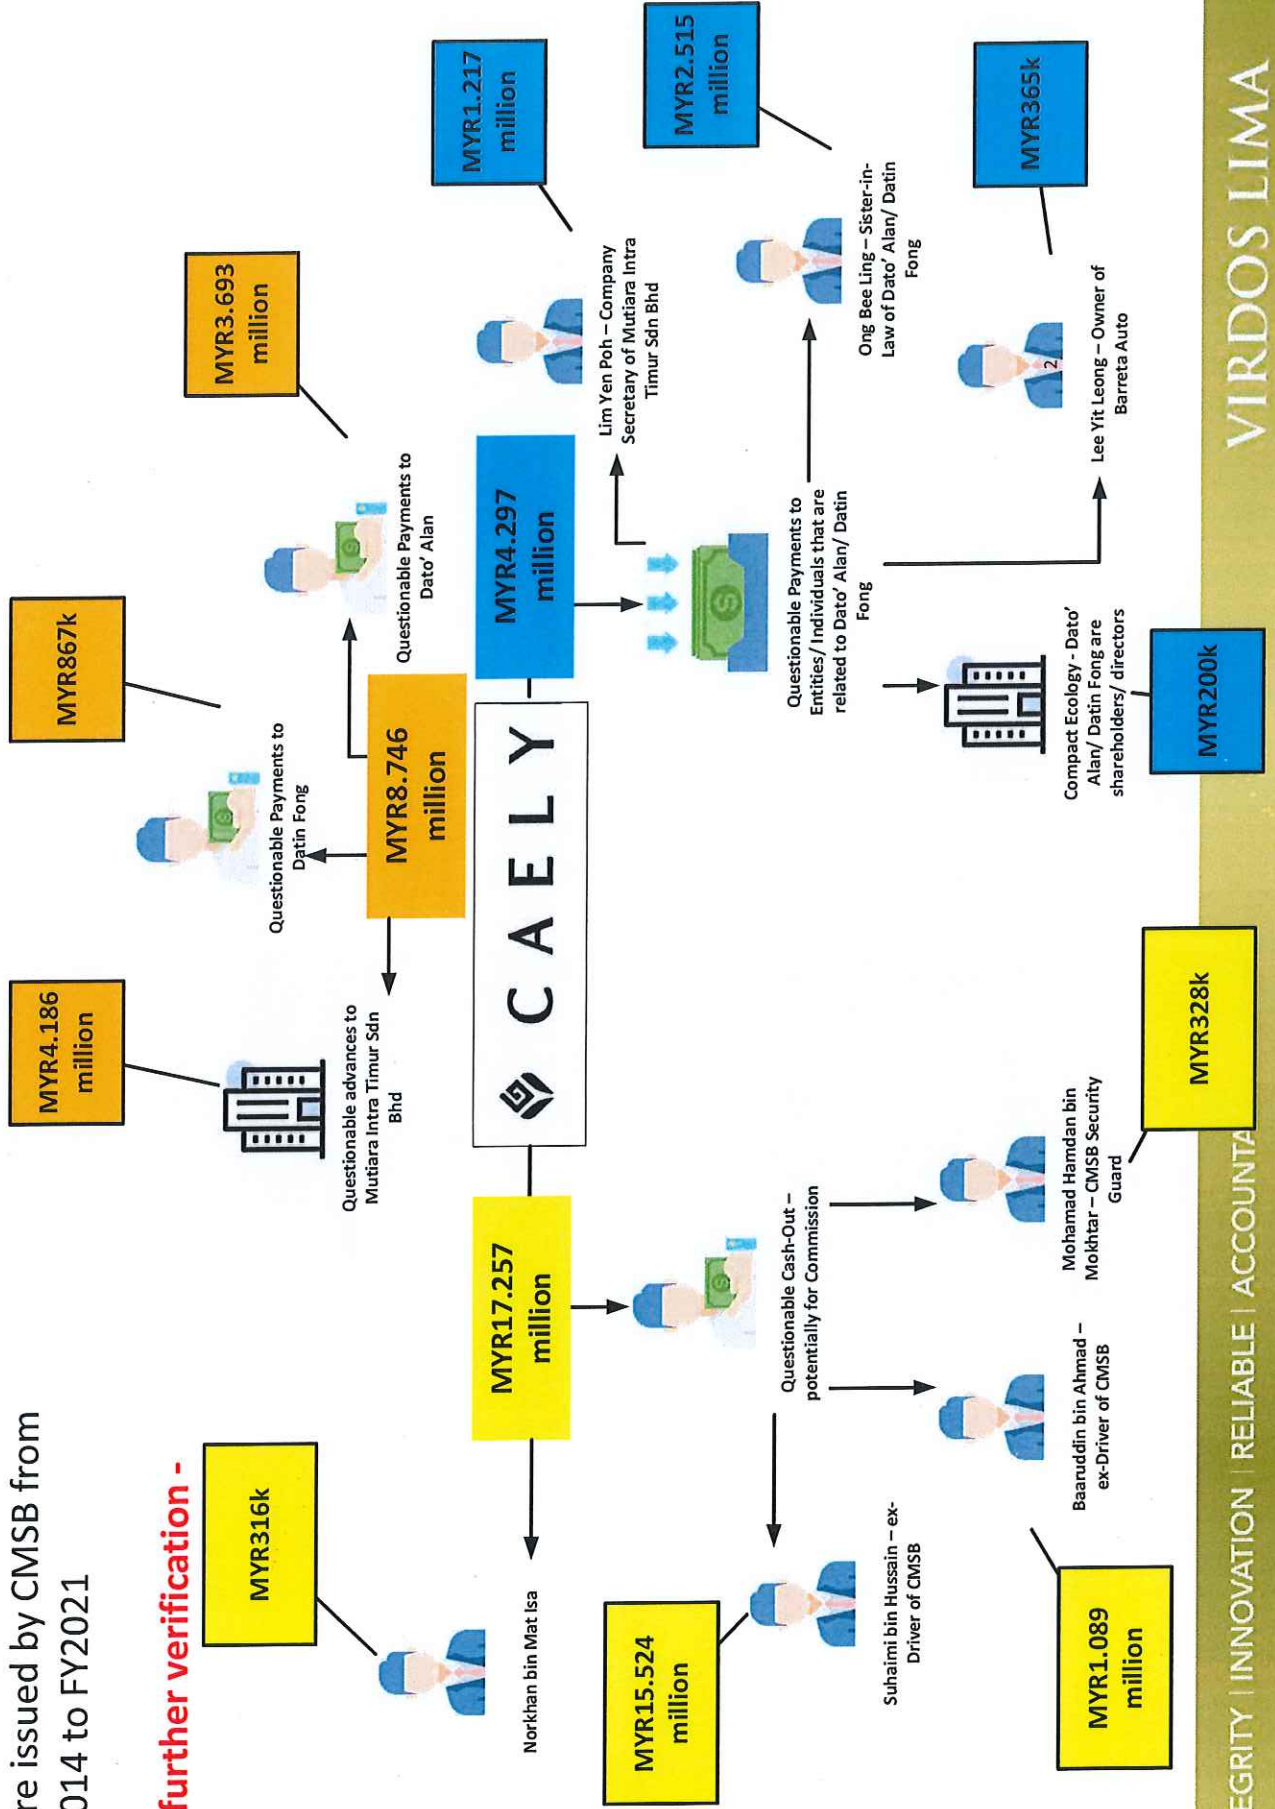 re issued by CMSB from
014 to FY2021
further verification -
MYR316k
Norkhan bin Mat Isa
MYR15.524
million
Suhaimi bin Hussain – ex-
Driver of CMSB
MYR1.089
million
Baaruddin bin Ahmad –
ex-Driver of CMSB
MYR17.257
million
Questionable Cash-Out –
potentially for Commission
Mohamad Hamdan bin
Mokhtar – CMSB Security
Guard
MYR328k
MYR4.186
million
Questionable advances to
Mutiara Intra Timur Sdn
Bhd
CAELY
MYR867k
Questionable Payments to
Datin Fong
MYR8.746
million
MYR3.693
million
Questionable Payments to
Dato' Alan
MYR4.297
million
Questionable Payments to
Entities/ Individuals that are
related to Dato' Alan/ Datin
Fong
MYR1.217
million
Lim Yen Poh – Company
Secretary of Mutiara Intra
Timur Sdn Bhd
MYR2.515
million
Ong Bee Ling – Sister-in-
Law of Dato' Alan/ Datin
Fong
MYR365k
2
Lee Yit Leong – Owner of
Barreta Auto
Compact Ecology - Dato'
Alan/ Datin Fong are
shareholders/ directors
MYR200k
EGRITY | INNOVATION | RELIABLE | ACCOUNTA
VIRDOS LIMA